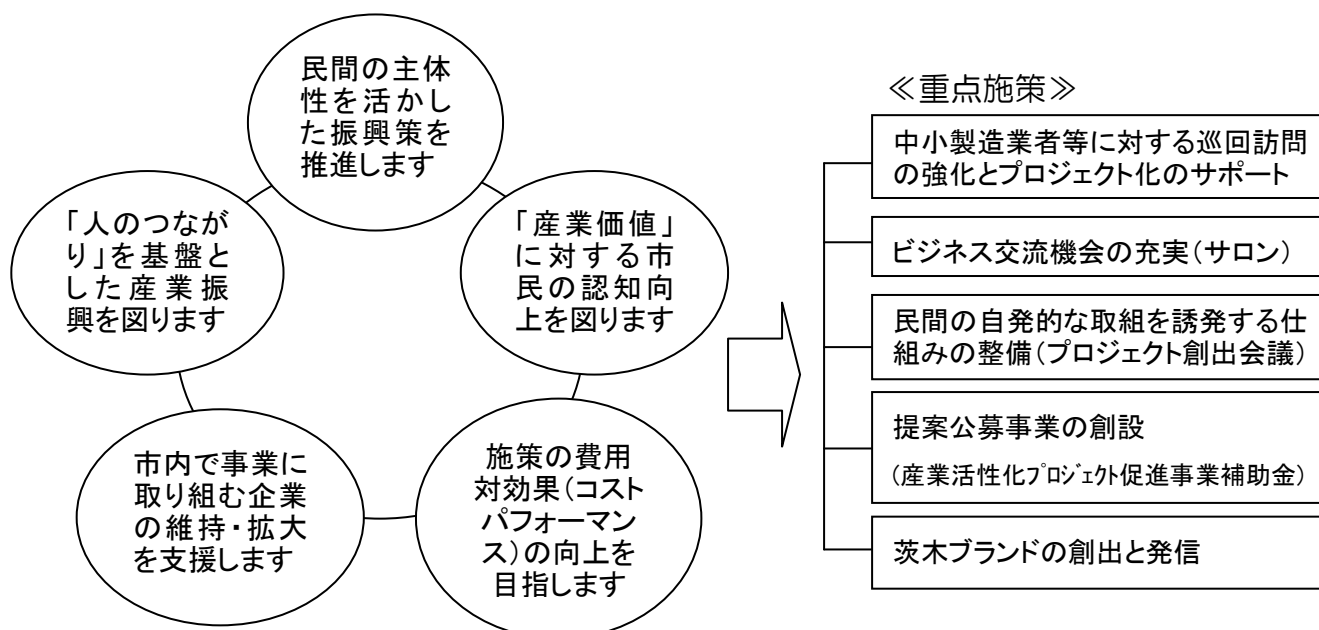 民間の主体
性を活かし
た振興策を
推進します
「人のつなが
り」を基盤と
した産業振
興を図ります
「産業価値」
に対する市
民の認知向
上を図ります
市内で事業に
取り組む企業
の維持・拡大
を支援します
施策の費用
対効果(コスト
パフォーマン
ス)の向上を
目指します
≪重点施策≫
中小製造業者等に対する巡回訪問
の強化とプロジェクト化のサポート
ビジネス交流機会の充実(サロン)
民間の自発的な取組を誘発する仕
組みの整備(プロジェクト創出会議)
提案公募事業の創設
(産業活性化プロジェクト促進事業補助金)
茨木ブランドの創出と発信